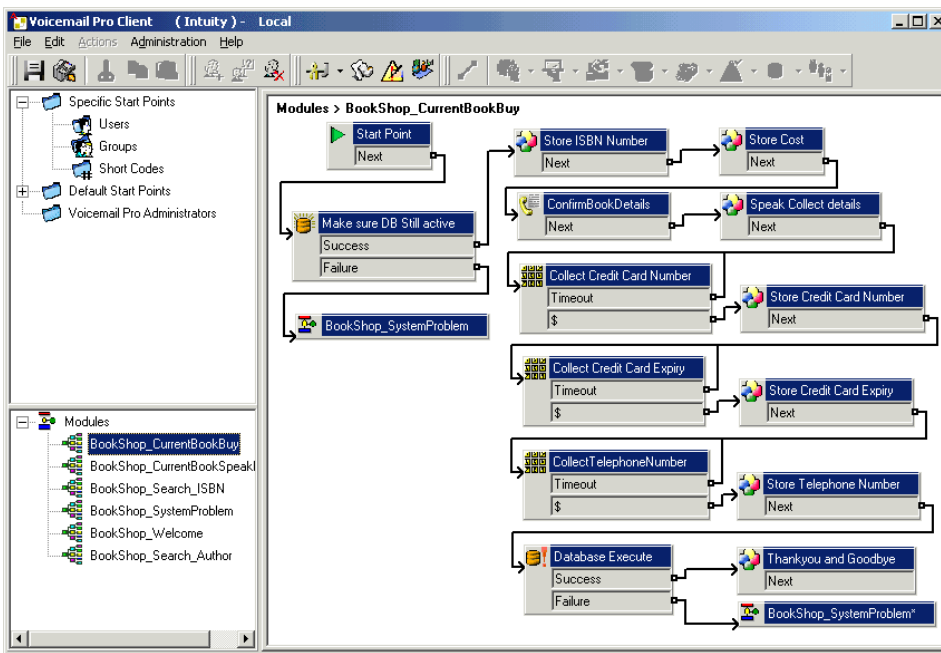 Voicemail Pro Client (Intuity) - Local
File Edit Actions Administration Help
Specific Start Points
Users
Groups
Short Codes
Default Start Points
Voicemail Pro Administrators
Modules
BookShop_CurrentBookBuy
BookShop_CurrentBookSpeakI
BookShop_Search_ISBN
BookShop_SystemProblem
BookShop_Welcome
BookShop_Search_Author
Modules > BookShop_CurrentBookBuy
Start Point
Next
Make sure DB Still active
Success
Failure
BookShop_SystemProblem
Store ISBN Number
Next
Store Cost
Next
ConfirmBookDetails
Next
Speak Collect details
Next
Collect Credit Card Number
Timeout
$
Store Credit Card Number
Next
Collect Credit Card Expiry
Timeout
$
Store Credit Card Expiry
Next
CollectTelephoneNumber
Timeout
$
Store Telephone Number
Next
Database Execute
Success
Failure
Thankyou and Goodbye
Next
BookShop_SystemProblem*